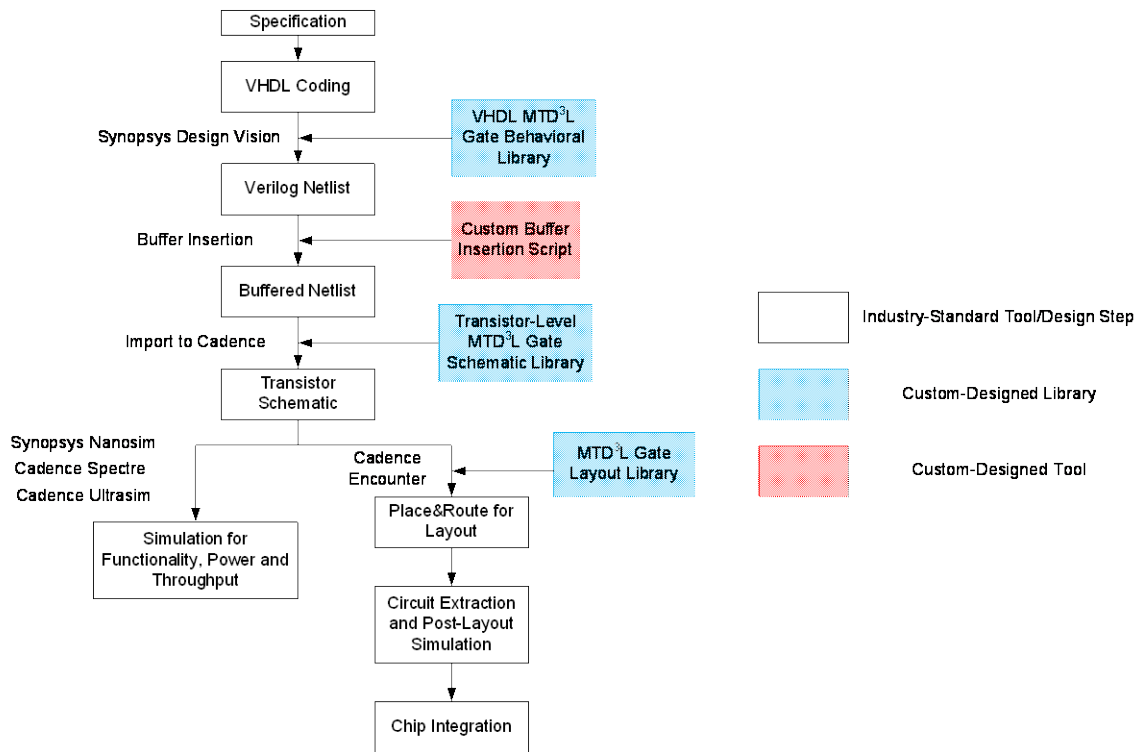 Specification
VHDL Coding
Synopsys Design Vision
VHDL MTD³L
Gate Behavioral
Library
Verilog Netlist
Buffer Insertion
Custom Buffer
Insertion Script
Buffered Netlist
Import to Cadence
Transistor-Level
MTD³L Gate
Schematic Library
Transistor
Schematic
Synopsys Nanosim
Cadence Spectre
Cadence Ultrasim
Cadence
Encounter
MTD³L Gate
Layout Library
Simulation for
Functionality, Power and
Throughput
Place&Route for
Layout
Circuit Extraction
and Post-Layout
Simulation
Chip Integration
Industry-Standard Tool/Design Step
Custom-Designed Library
Custom-Designed Tool